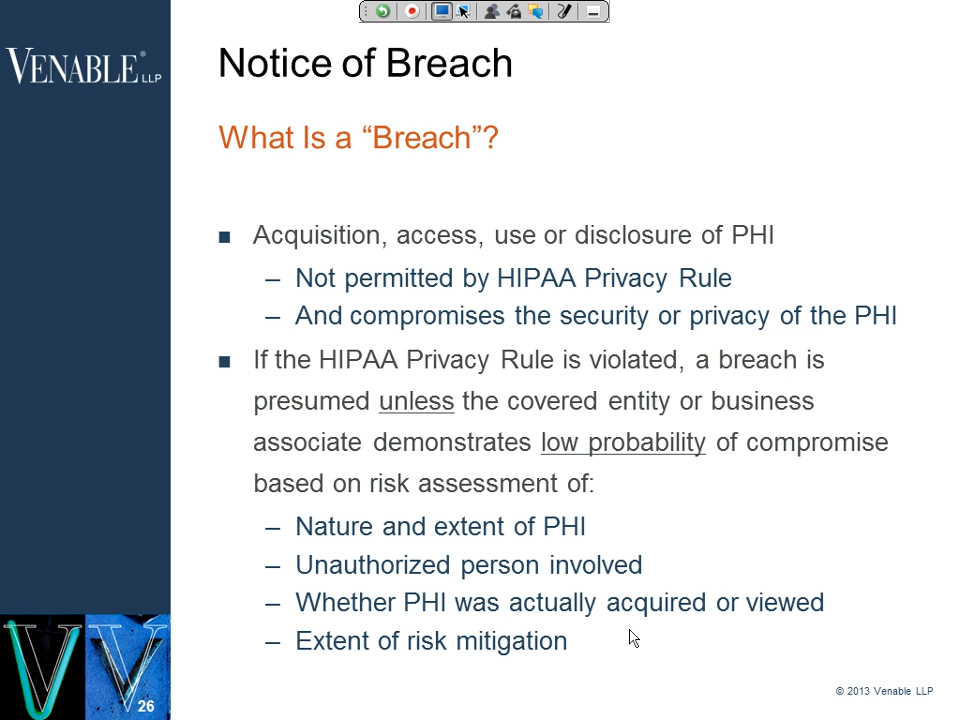 VENABLE® LLP
Notice of Breach
What Is a “Breach”?
■ Acquisition, access, use or disclosure of PHI
– Not permitted by HIPAA Privacy Rule
– And compromises the security or privacy of the PHI
■ If the HIPAA Privacy Rule is violated, a breach is
presumed unless the covered entity or business
associate demonstrates low probability of compromise
based on risk assessment of:
– Nature and extent of PHI
– Unauthorized person involved
– Whether PHI was actually acquired or viewed
– Extent of risk mitigation
26
© 2013 Venable LLP